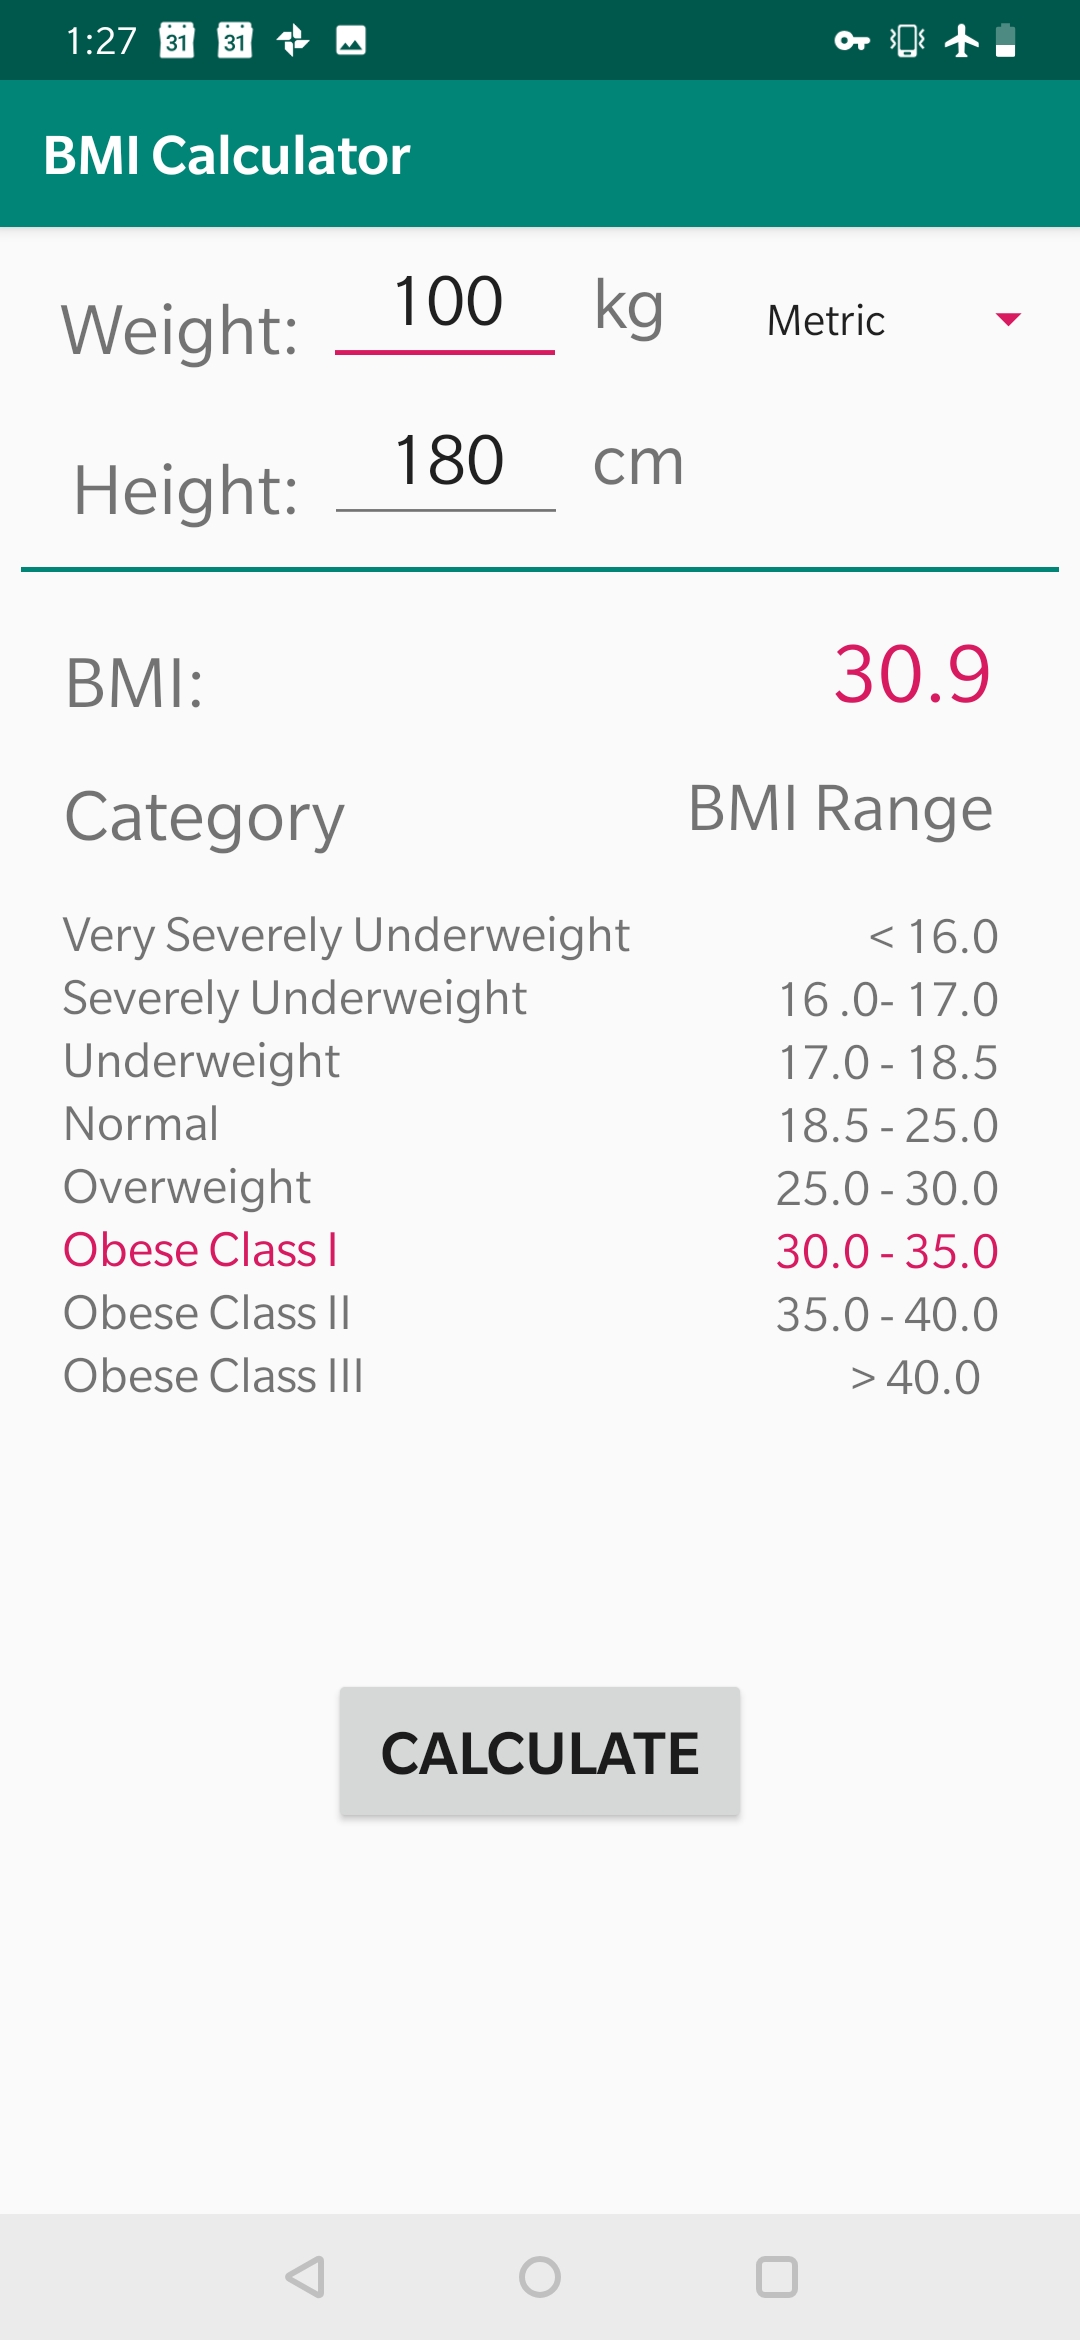 1:27 31 31
BMI Calculator
Weight: 100 kg Metric
Height: 180 cm
BMI: 30.9
Category BMI Range
Very Severely Underweight < 16.0
Severely Underweight 16 .0- 17.0
Underweight 17.0 - 18.5
Normal 18.5 - 25.0
Overweight 25.0 - 30.0
Obese Class I 30.0 - 35.0
Obese Class II 35.0 - 40.0
Obese Class III > 40.0
CALCULATE